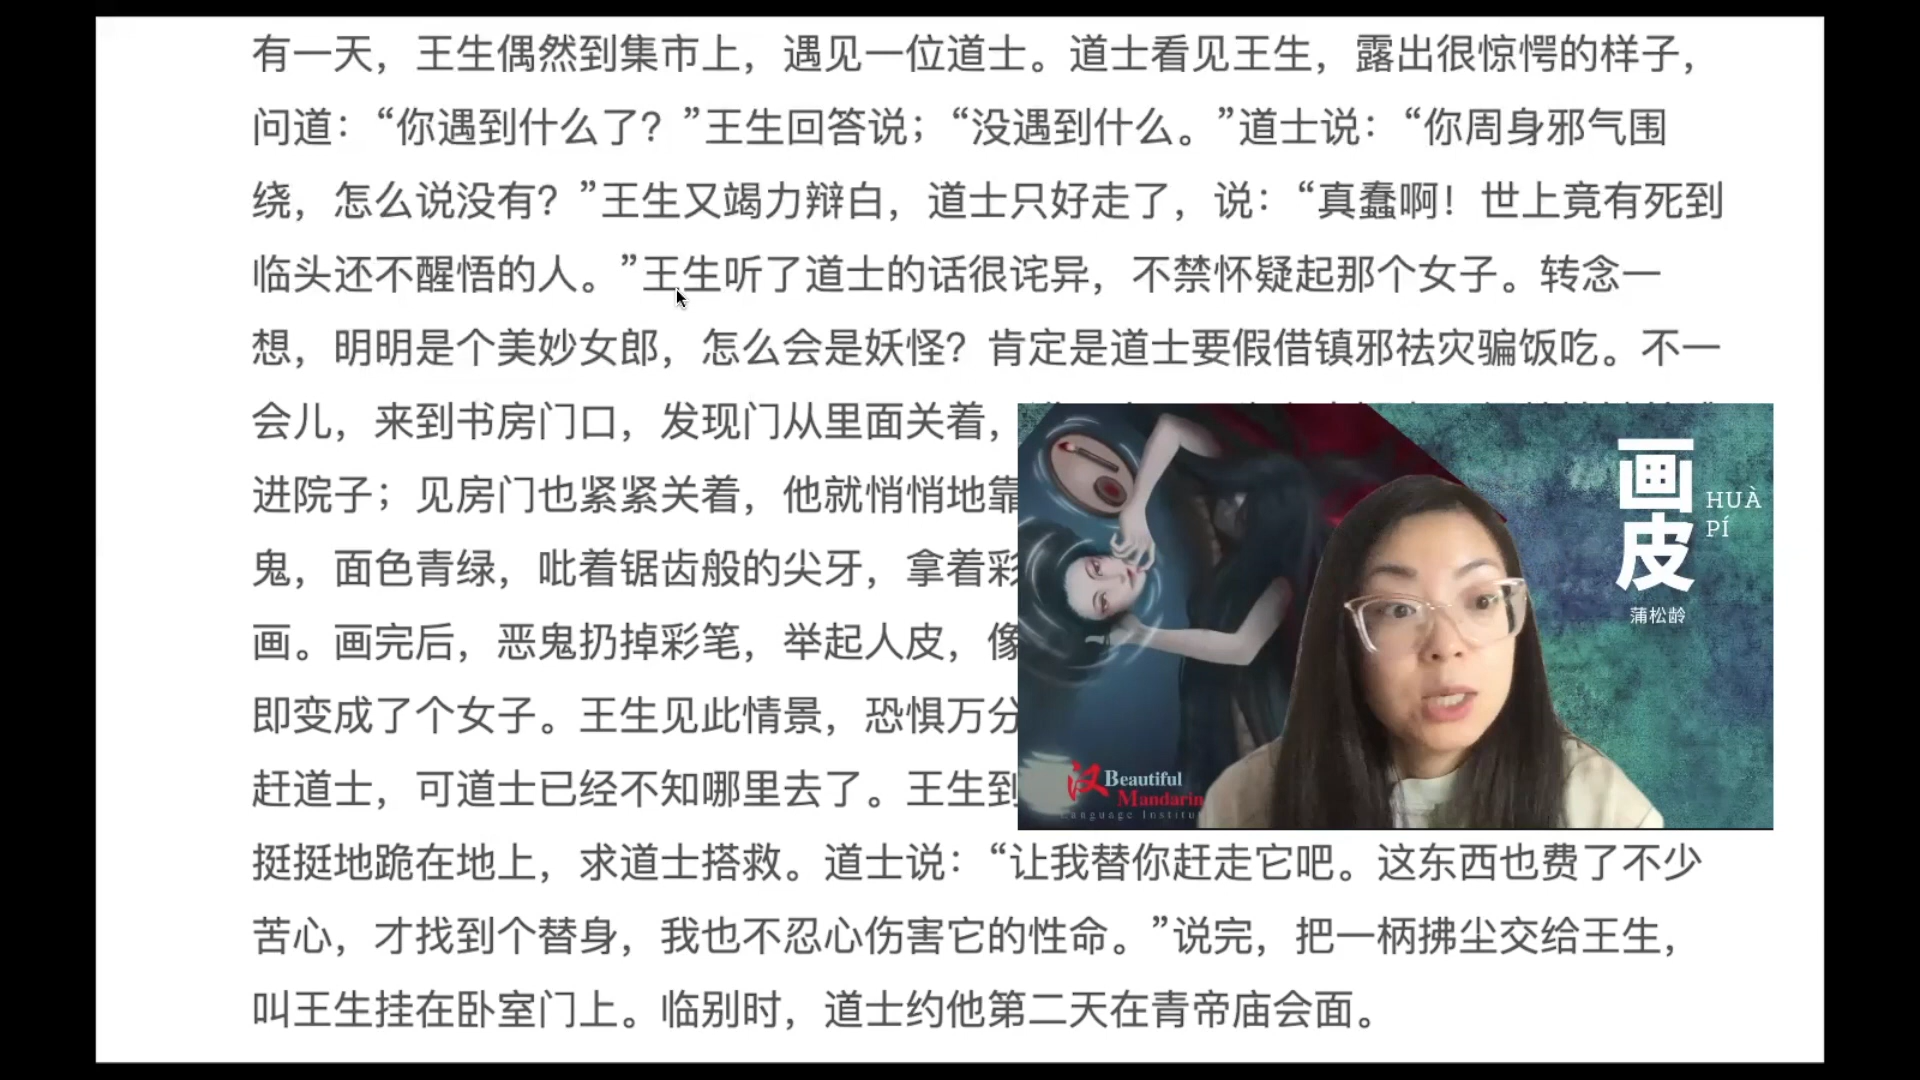 有一天，王生偶然到集市上，遇见一位道士。道士看见王生，露出很惊愕的样子，
问道：“你遇到什么了？”王生回答说；“没遇到什么。”道士说：“你周身邪气围
绕，怎么说没有？”王生又竭力辩白，道士只好走了，说：“真蠢啊！世上竟有死到
临头还不醒悟的人。”王生听了道士的话很诧异，不禁怀疑起那个女子。转念一
想，明明是个美妙女郎，怎么会是妖怪？肯定是道士要假借镇邪祛灾骗饭吃。不一
会儿，来到书房门口，发现门从里面关着，
进院子；见房门也紧紧关着，他就悄悄地靠
鬼，面色青绿，呲着锯齿般的尖牙，拿着彩
画。画完后，恶鬼扔掉彩笔，举起人皮，像
即变成了个女子。王生见此情景，恐惧万分
赶道士，可道士已经不知哪里去了。王生到
挺挺地跪在地上，求道士搭救。道士说：“让我替你赶走它吧。这东西也费了不少
苦心，才找到个替身，我也不忍心伤害它的性命。”说完，把一柄拂尘交给王生，
叫王生挂在卧室门上。临别时，道士约他第二天在青帝庙会面。
画皮
HUÀ
PÍ
蒲松龄
汉 Beautiful
Mandarin
Language